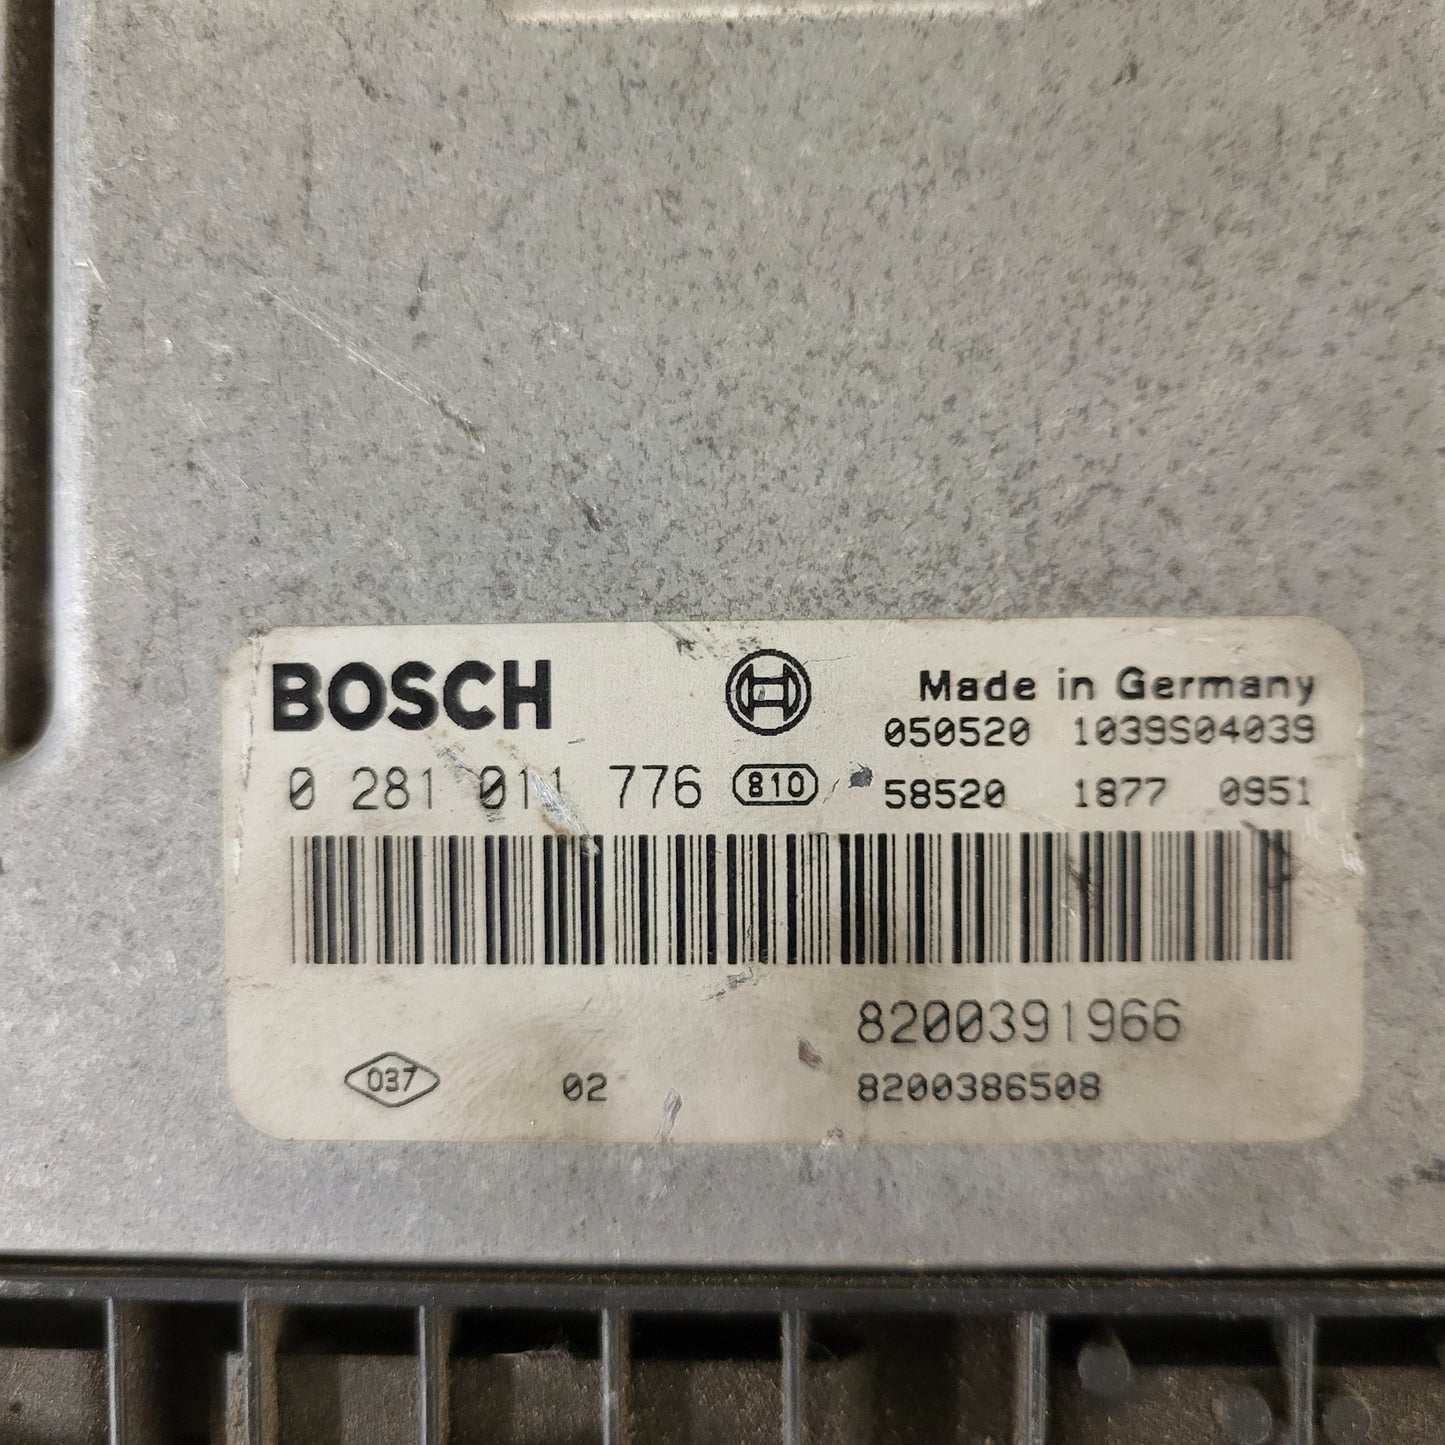 BOSCH
Made in Germany
050520 1039S04039
0 281 011 776 810 58520 1877 0951
8200391966
037 02 8200386508